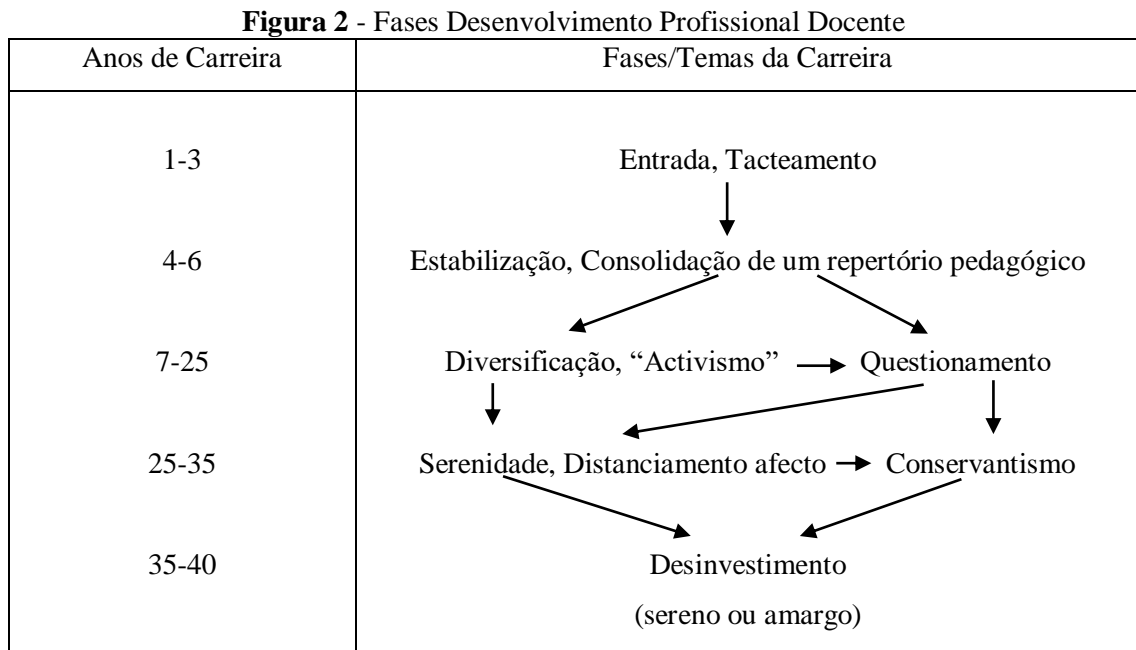 Figura 2 - Fases Desenvolvimento Profissional Docente
Anos de Carreira Fases/Temas da Carreira
1-3 Entrada, Tacteamento
4-6 Estabilização, Consolidação de um repertório pedagógico
7-25 Diversificação, “Activismo” Questionamento
25-35 Serenidade, Distanciamento afecto Conservantismo
35-40 Desinvestimento
(sereno ou amargo)